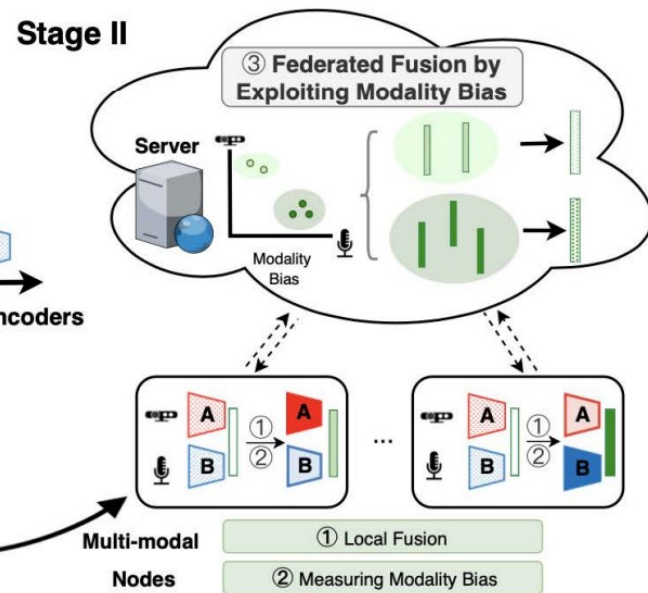 Stage II
③ Federated Fusion by
Exploiting Modality Bias
Server
Modality
Bias
ncoders
A
B
①
②
A
B
...
A
B
①
②
A
B
Multi-modal
Nodes
① Local Fusion
② Measuring Modality Bias